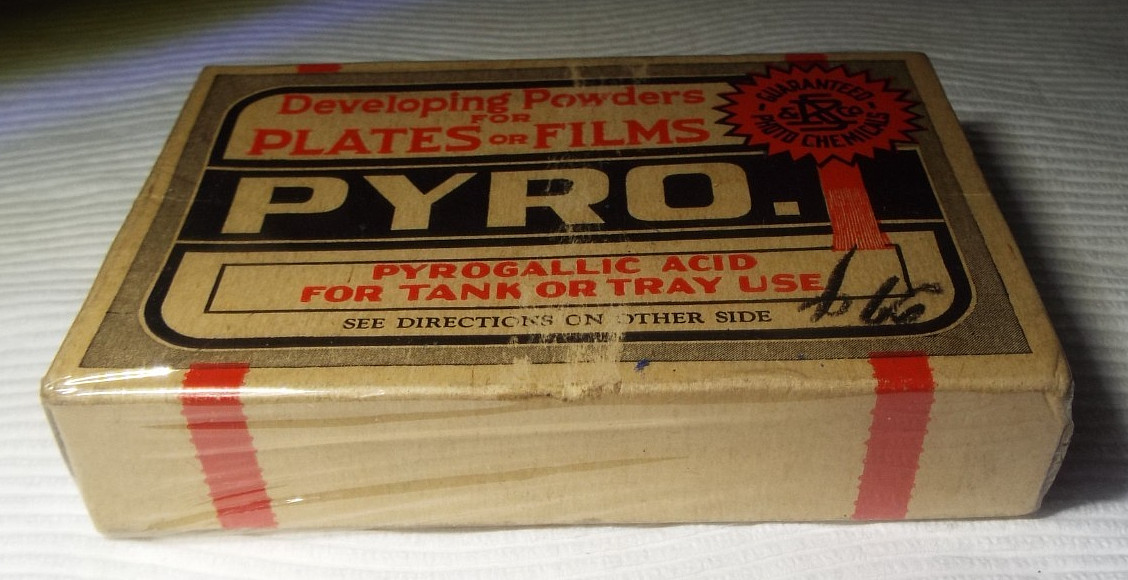 Developing Powders
FOR
PLATES OR FILMS
GUARANTEED
& Co
PHOTO CHEMICALS
PYRO.
PYROGALLIC ACID
FOR TANK OR TRAY USE
SEE DIRECTIONS ON OTHER SIDE